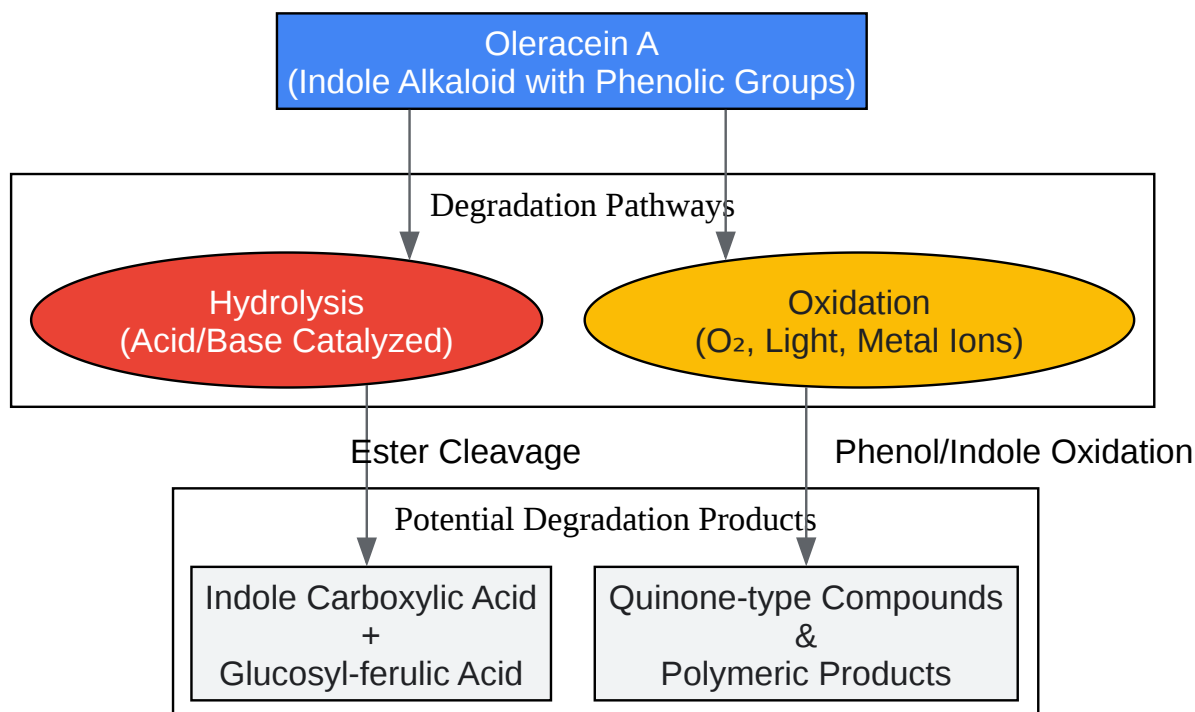 Oleracein A
(Indole Alkaloid with Phenolic Groups)
Degradation Pathways
Hydrolysis
(Acid/Base Catalyzed)
Oxidation
(O₂, Light, Metal Ions)
Ester Cleavage
Phenol/Indole Oxidation
Potential Degradation Products
Indole Carboxylic Acid
+
Glucosyl-ferulic Acid
Quinone-type Compounds
&
Polymeric Products